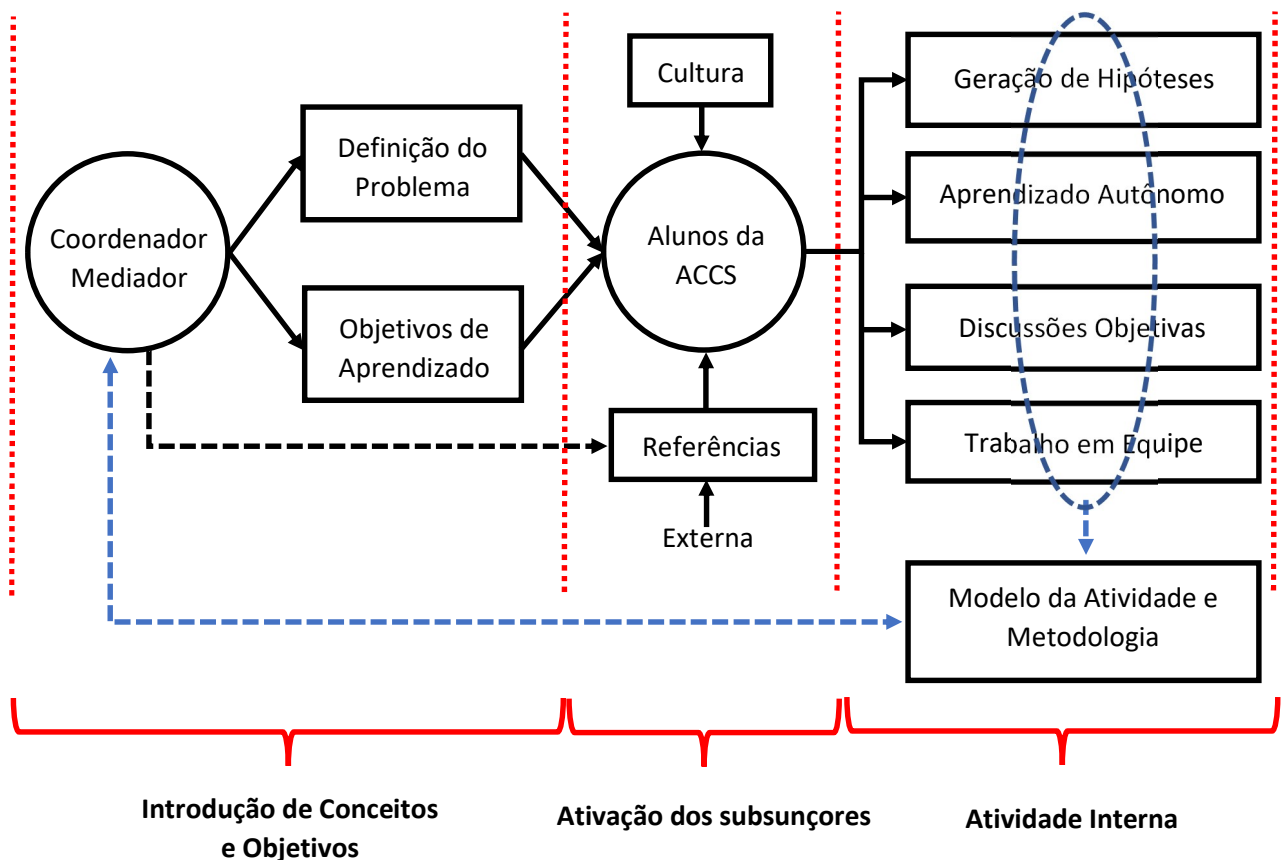 Coordenador
Mediador
Definição do
Problema
Objetivos de
Aprendizado
Cultura
Alunos da
ACCS
Referências
Externa
Geração de Hipóteses
Aprendizado Autônomo
Discussões Objetivas
Trabalho em Equipe
Modelo da Atividade e
Metodologia
Introdução de Conceitos
e Objetivos
Ativação dos subsunçores
Atividade Interna